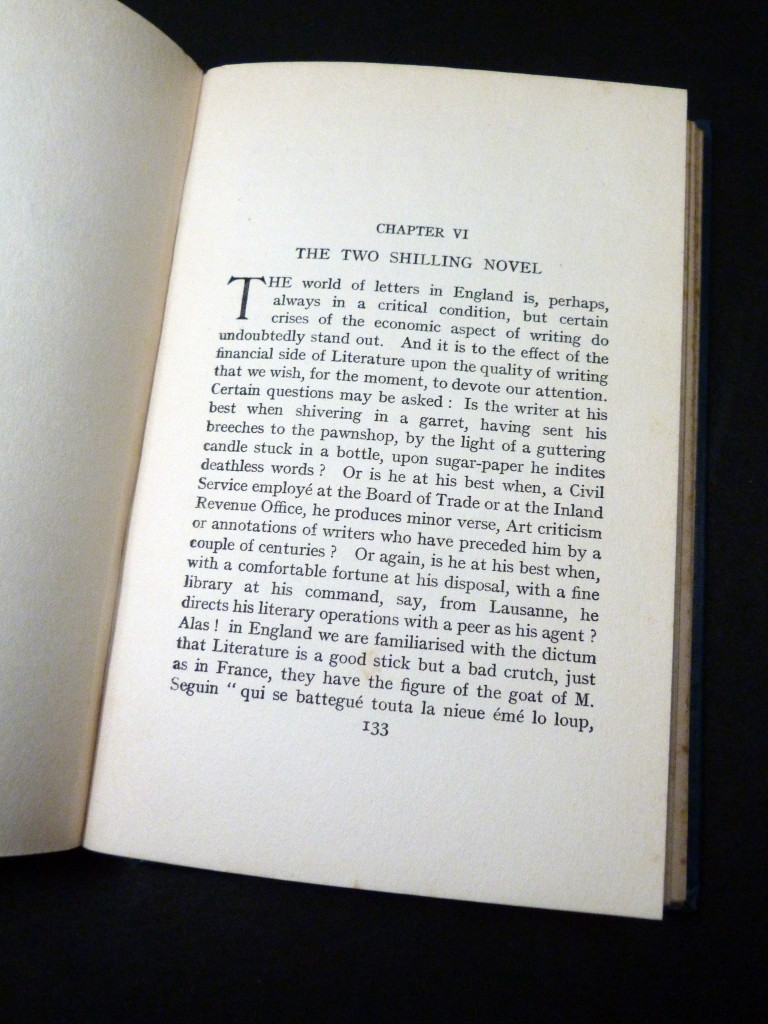 CHAPTER VI
THE TWO SHILLING NOVEL
THE world of letters in England is, perhaps,
always in a critical condition, but certain
crises of the economic aspect of writing do
undoubtedly stand out. And it is to the effect of the
financial side of Literature upon the quality of writing
that we wish, for the moment, to devote our attention.
Certain questions may be asked : Is the writer at his
best when shivering in a garret, having sent his
breeches to the pawnshop, by the light of a guttering
candle stuck in a bottle, upon sugar-paper he indites
deathless words ? Or is he at his best when, a Civil
Service employé at the Board of Trade or at the Inland
Revenue Office, he produces minor verse, Art criticism
or annotations of writers who have preceded him by a
couple of centuries ? Or again, is he at his best when,
with a comfortable fortune at his disposal, with a fine
library at his command, say, from Lausanne, he
directs his literary operations with a peer as his agent ?
Alas ! in England we are familiarised with the dictum
that Literature is a good stick but a bad crutch, just
as in France, they have the figure of the goat of M.
Seguin “ qui se battegué touta la nieue émé lo loup,
133